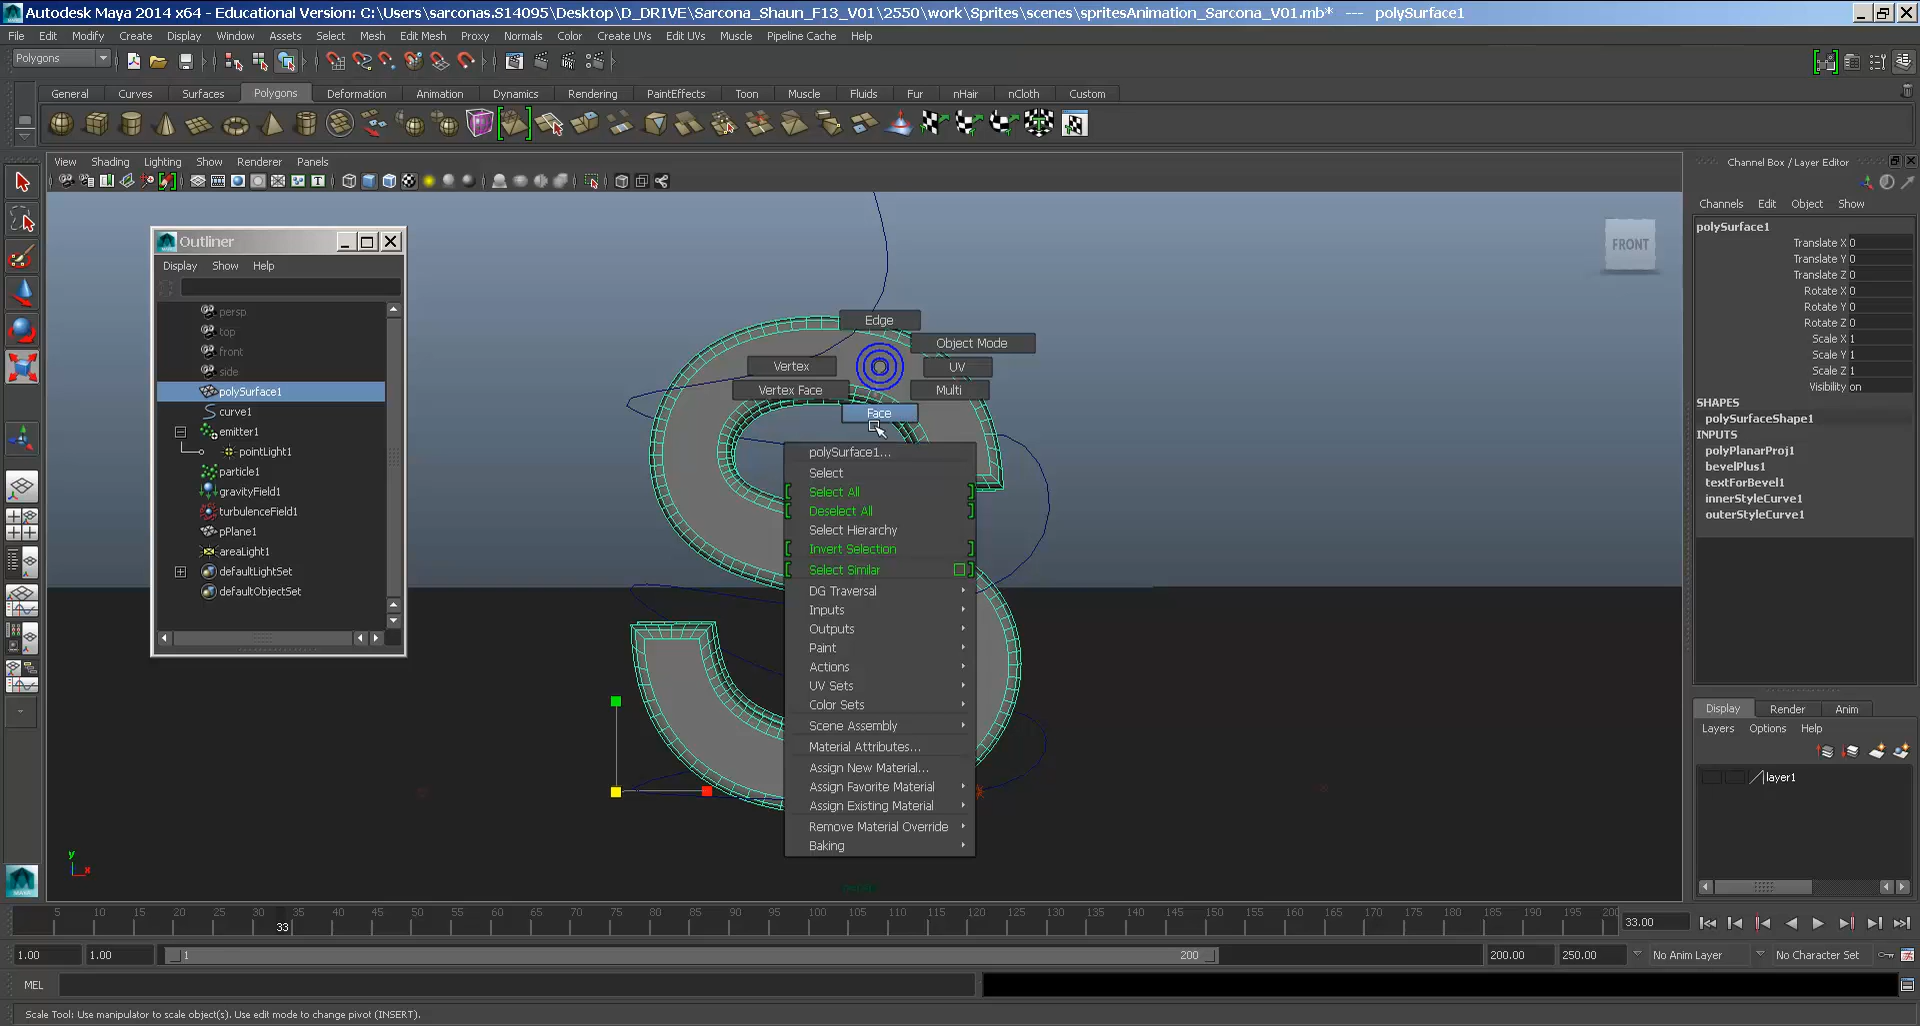 Autodesk Maya 2014 x64 - Educational Version: C:\Users\sarconas.S14095\Desktop\D_DRIVE\Sarcona_Shaun_F13_V01\2550\work\Sprites\scenes\spritesAnimation_Sarcona_V01.mb* --- polySurface1
File Edit Modify Create Display Window Assets Select Mesh Edit Mesh Proxy Normals Color Create UVs Edit UVs Muscle Pipeline Cache Help
Polygons
General Curves Surfaces Polygons Deformation Animation Dynamics Rendering PaintEffects Toon Muscle Fluids Fur nHair nCloth Custom
View Shading Lighting Show Renderer Panels
Channel Box / Layer Editor
Channels Edit Object Show
polySurface1
Translate X 0
Translate Y 0
Translate Z 0
Rotate X 0
Rotate Y 0
Rotate Z 0
Scale X 1
Scale Y 1
Scale Z 1
Visibility on
SHAPES
polySurfaceShape1
INPUTS
polyPlanarProj1
bevelPlus1
textForBevel1
innerStyleCurve1
outerStyleCurve1
Outliner
Display Show Help
persp
top
front
side
polySurface1
curve1
emitter1
pointLight1
particle1
gravityField1
turbulenceField1
pPlane1
areaLight1
defaultLightSet
defaultObjectSet
FRONT
Edge
Object Mode
Vertex
UV
Vertex Face
Multi
Face
polySurface1...
Select
Select All
Deselect All
Select Hierarchy
Invert Selection
Select Similar
DG Traversal
Inputs
Outputs
Paint
Actions
UV Sets
Color Sets
Scene Assembly
Material Attributes...
Assign New Material...
Assign Favorite Material
Assign Existing Material
Remove Material Override
Baking
y
x
persp
Display Render Anim
Layers Options Help
layer1
5 10 15 20 25 30 35 40 45 50 55 60 65 70 75 80 85 90 95 100 105 110 115 120 125 130 135 140 145 150 155 160 165 170 175 180 185 190 195 200
33
33.00
1.00 1.00 1 200 200.00 250.00 No Anim Layer No Character Set
MEL
Scale Tool: Use manipulator to scale object(s). Use edit mode to change pivot (INSERT).